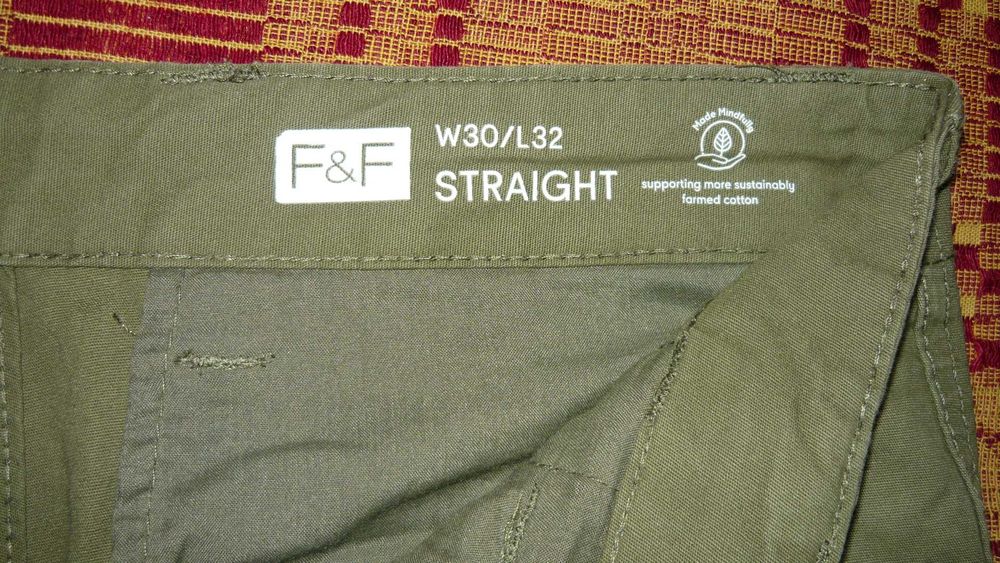 F&F
W30/L32
STRAIGHT
Made Mindfully
supporting more sustainably
farmed cotton